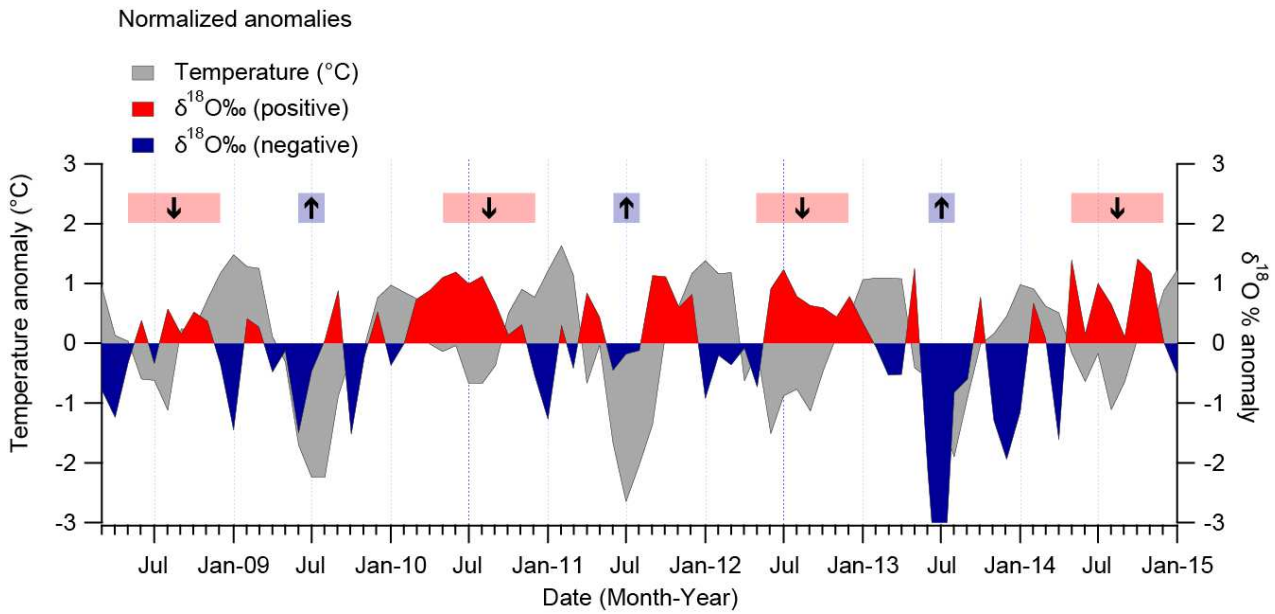 Normalized anomalies
Temperature (°C)
δ18O‰ (positive)
δ18O‰ (negative)
Temperature anomaly (°C)
3
2
1
0
-1
-2
-3
3
2
1
0
-1
-2
-3
δ18O % anomaly
Jul Jan-09 Jul Jan-10 Jul Jan-11 Jul Jan-12 Jul Jan-13 Jul Jan-14 Jul Jan-15
Date (Month-Year)